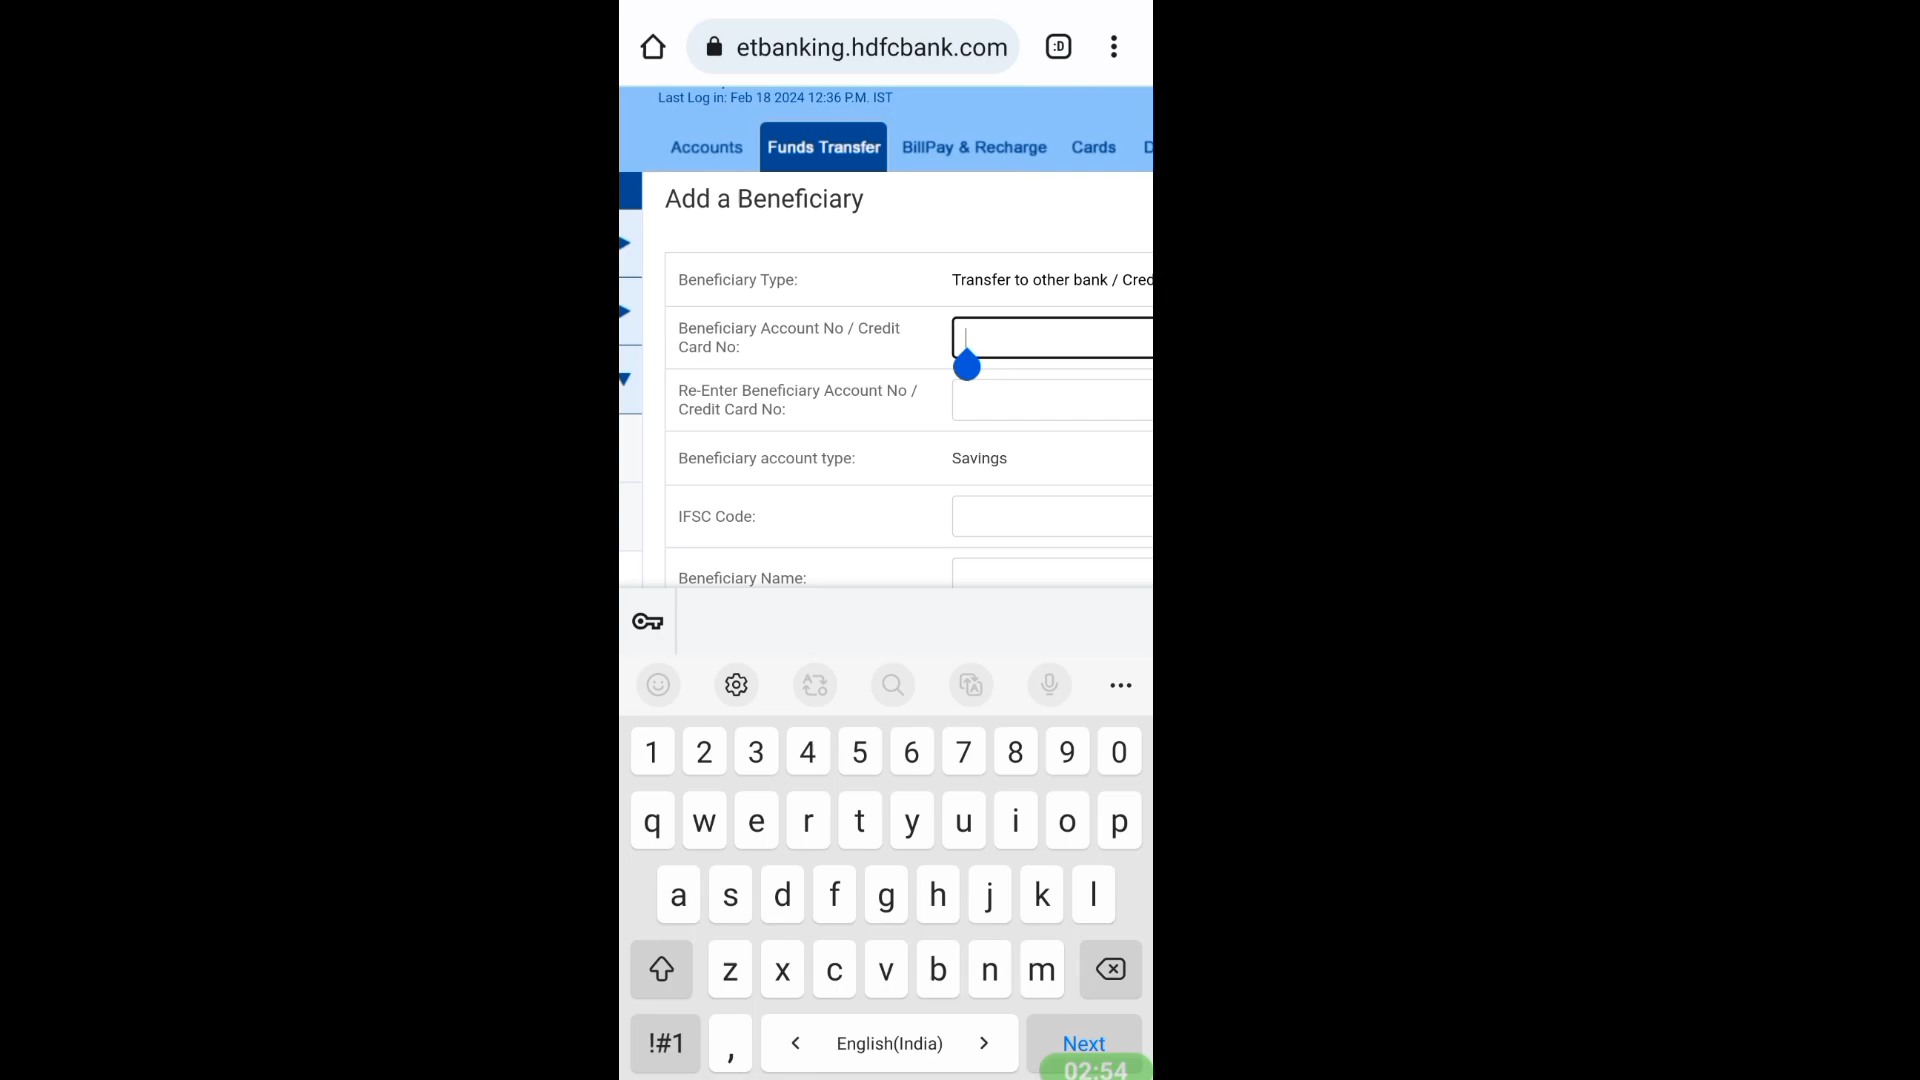 etbanking.hdfcbank.com
:D
Last Log in: Feb 18 2024 12:36 P.M. IST
Accounts
Funds Transfer
BillPay & Recharge
Cards
D
Add a Beneficiary
Beneficiary Type:
Transfer to other bank / Cred
Beneficiary Account No / Credit
Card No:
Re-Enter Beneficiary Account No /
Credit Card No:
Beneficiary account type:
Savings
IFSC Code:
Beneficiary Name:
1 2 3 4 5 6 7 8 9 0
q w e r t y u i o p
a s d f g h j k l
z x c v b n m
!#1 , < English(India) > Next
02:54